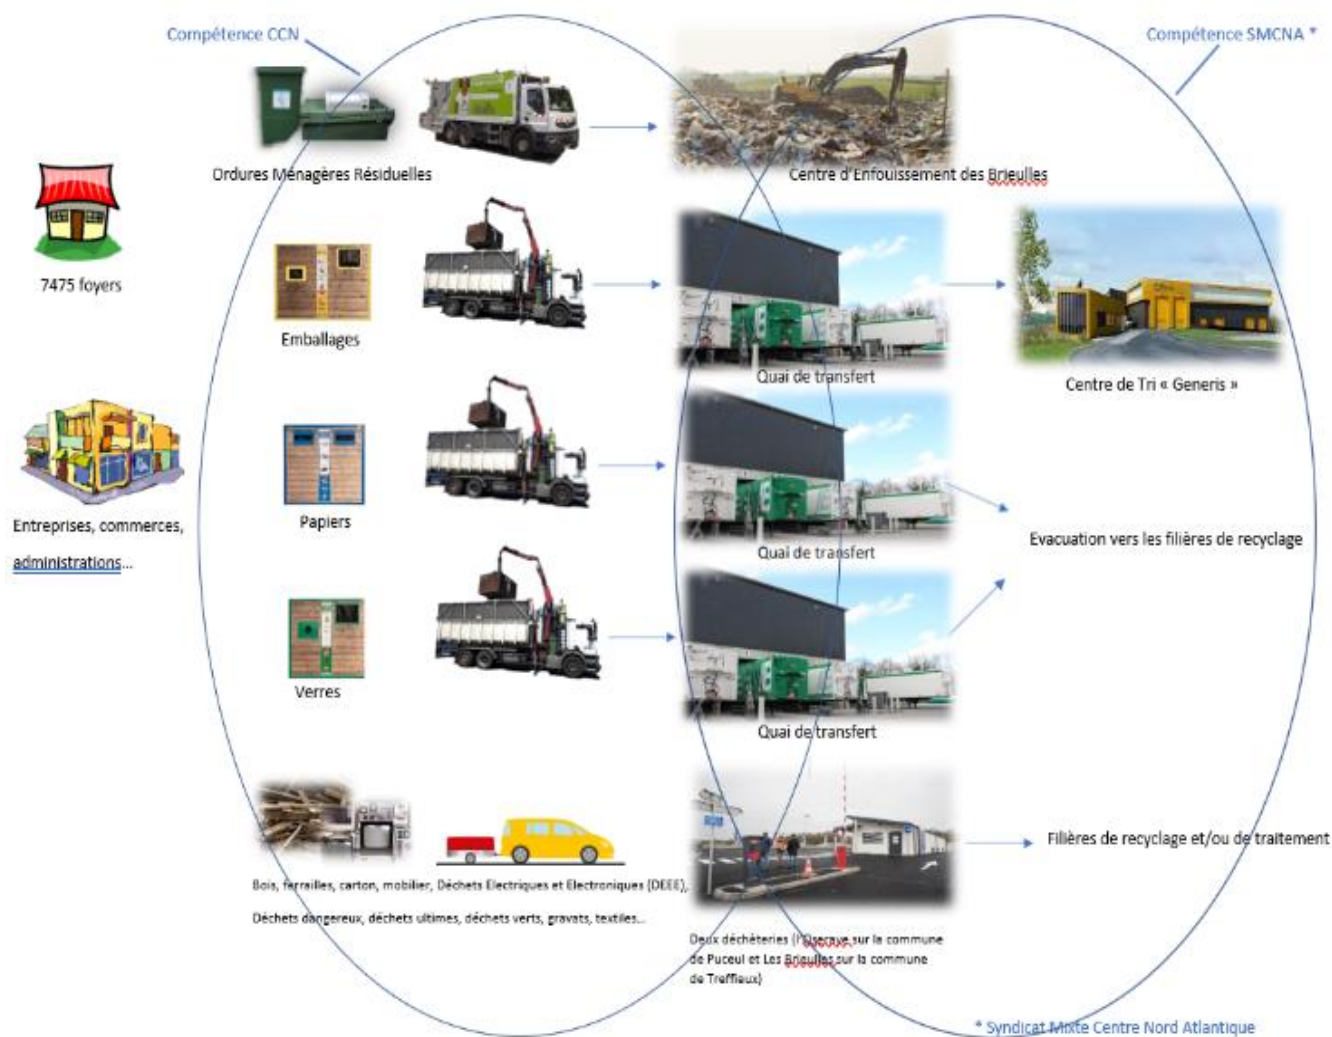 Compétence CCN
Compétence SMCNA *
Ordures Ménagères Résiduelles
Centre d'Enfouissement des Brieulles
7475 foyers
Emballages
Quai de transfert
Centre de Tri « Generis »
Entreprises, commerces,
administrations...
Papiers
Quai de transfert
Evacuation vers les filières de recyclage
Verres
Quai de transfert
Filières de recyclage et/ou de traitement
Bois, ferrailles, carton, mobilier, Déchets Electriques et Electroniques (DEEE),
Déchets dangereux, déchets ultimes, déchets verts, gravats, textiles...
Deux déchèteries (l'Oseraye sur la commune
de Puceul et Les Brieulles sur la commune
de Treffieux)
* Syndicat Mixte Centre Nord Atlantique